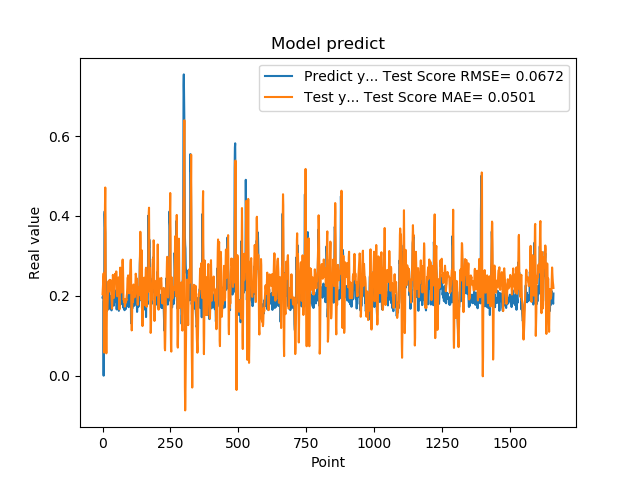 Model predict
Predict y... Test Score RMSE= 0.0672
Test y... Test Score MAE= 0.0501
0.6
0.4
0.2
0.0
Real value
0 250 500 750 1000 1250 1500
Point